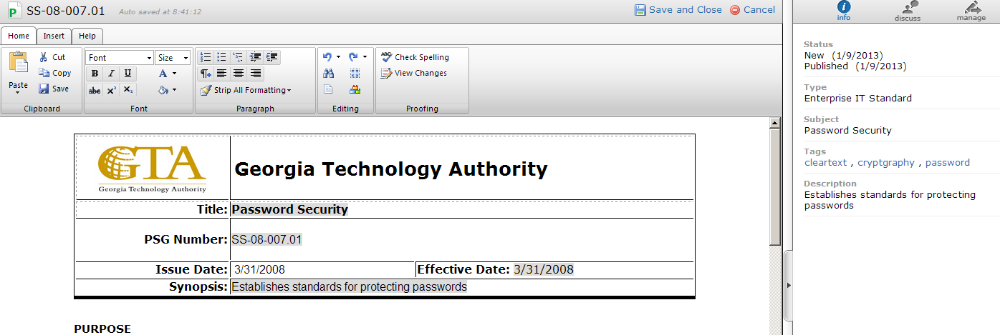 SS-08-007.01 Auto saved at 8:41:12 Save and Close Cancel
Home Insert Help
Paste
Cut
Copy
Save
Clipboard
Font Size
B I U A
abc X² X₂
Font
Strip All Formatting
Paragraph
Editing
ABC Check Spelling
View Changes
Proofing
GTA
Georgia Technology Authority
Georgia Technology Authority
Title: Password Security
PSG Number: SS-08-007.01
Issue Date: 3/31/2008 Effective Date: 3/31/2008
Synopsis: Establishes standards for protecting passwords
PURPOSE
info discuss manage
Status
New (1/9/2013)
Published (1/9/2013)
Type
Enterprise IT Standard
Subject
Password Security
Tags
cleartext , cryptgraphy , password
Description
Establishes standards for protecting
passwords